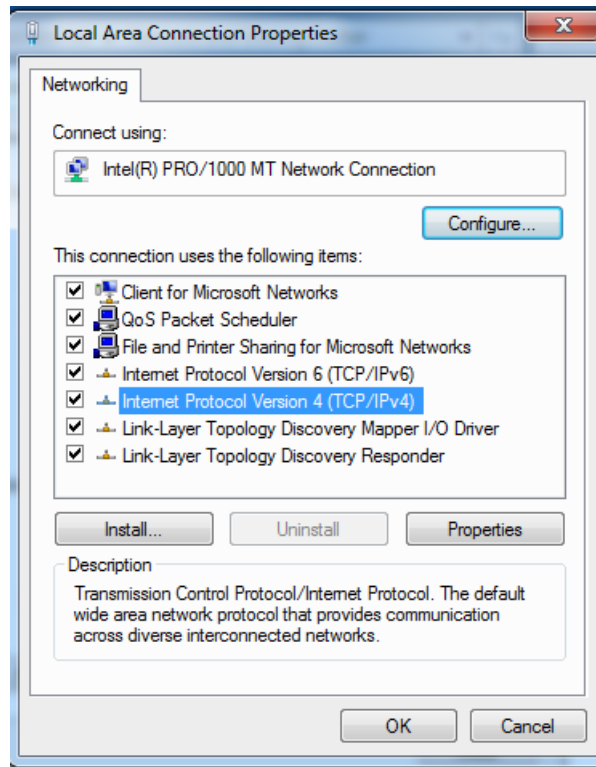 Local Area Connection Properties
Networking
Connect using:
Intel(R) PRO/1000 MT Network Connection
Configure...
This connection uses the following items:
Client for Microsoft Networks
QoS Packet Scheduler
File and Printer Sharing for Microsoft Networks
Internet Protocol Version 6 (TCP/IPv6)
Internet Protocol Version 4 (TCP/IPv4)
Link-Layer Topology Discovery Mapper I/O Driver
Link-Layer Topology Discovery Responder
Install...
Uninstall
Properties
Description
Transmission Control Protocol/Internet Protocol. The default
wide area network protocol that provides communication
across diverse interconnected networks.
OK
Cancel